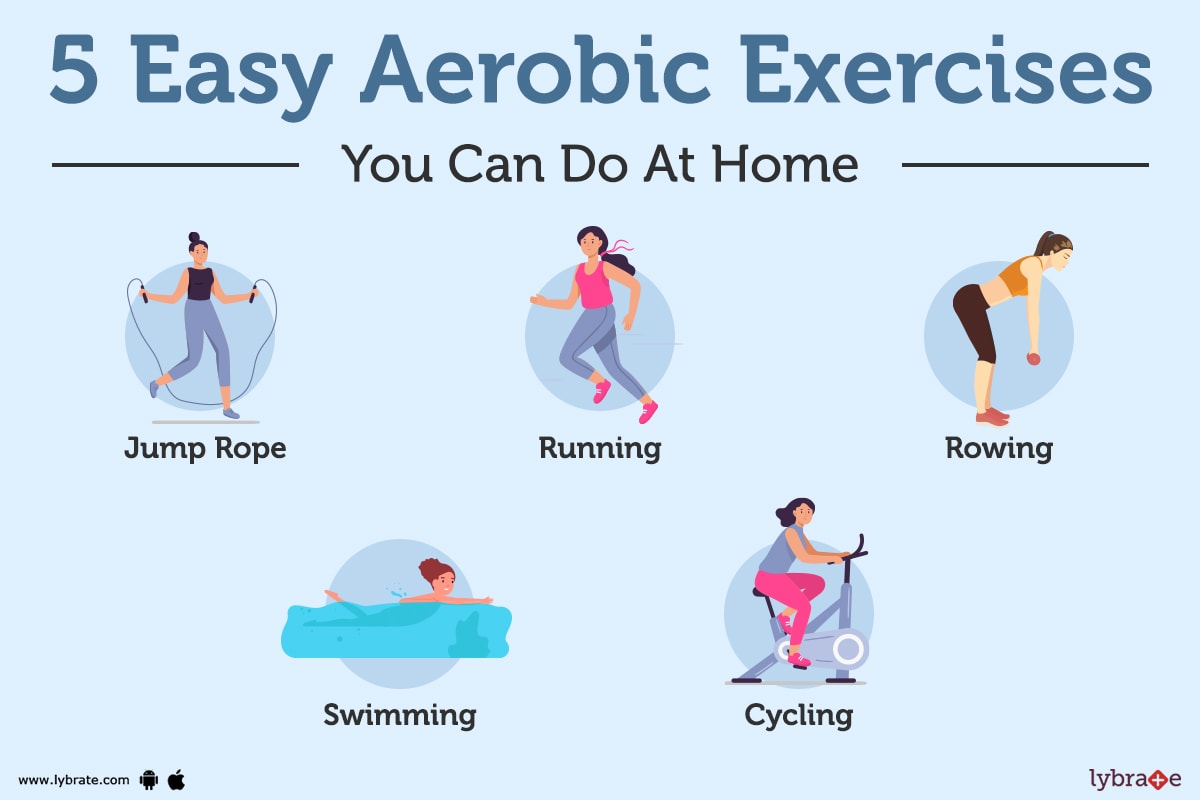 5 Easy Aerobic Exercises
You Can Do At Home
Jump Rope
Running
Rowing
Swimming
Cycling
www.lybrate.com
lybrate